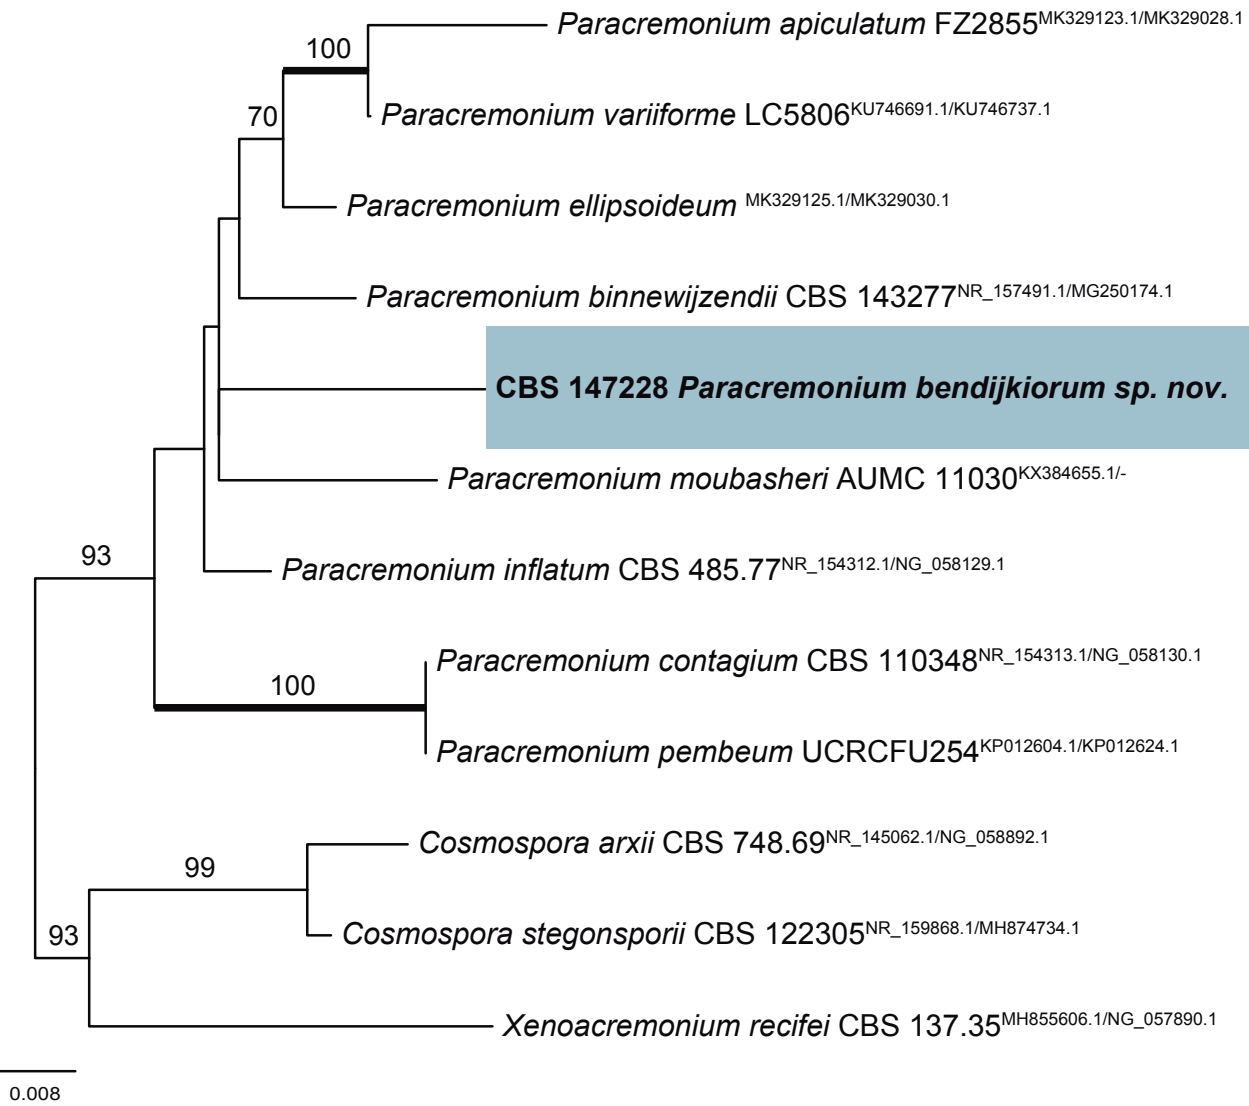 Paracremonium apiculatum FZ2855MK329123.1/MK329028.1
100
Paracremonium variiforme LC5806KU746691.1/KU746737.1
70
Paracremonium ellipsoideum MK329125.1/MK329030.1
Paracremonium binnewijzendii CBS 143277NR_157491.1/MG250174.1
CBS 147228 Paracremonium bendijkiorum sp. nov.
Paracremonium moubasheri AUMC 11030KX384655.1/-
93
Paracremonium inflatum CBS 485.77NR_154312.1/NG_058129.1
Paracremonium contagium CBS 110348NR_154313.1/NG_058130.1
100
Paracremonium pembeum UCRCFU254KP012604.1/KP012624.1
Cosmospora arxii CBS 748.69NR_145062.1/NG_058892.1
99
Cosmospora stegonsporii CBS 122305NR_159868.1/MH874734.1
93
Xenoacremonium recifei CBS 137.35MH855606.1/NG_057890.1
0.008